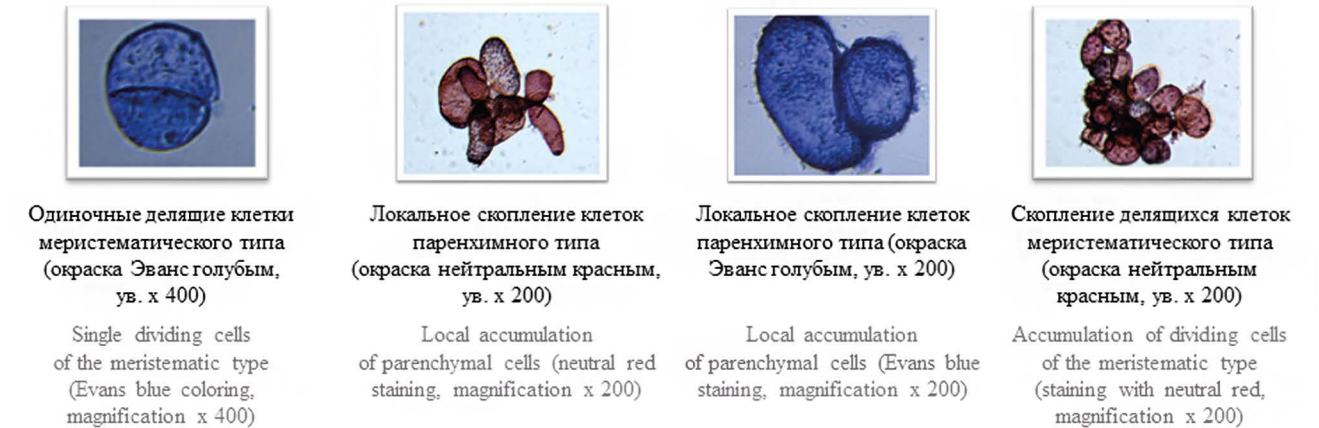 Одиночные делящие клетки
меристематического типа
(окраска Эванс голубым,
ув. х 400)
Single dividing cells
of the meristematic type
(Evans blue coloring,
magnification x 400)
Локальное скопление клеток
паренхимного типа
(окраска нейтральным красным,
ув. х 200)
Local accumulation
of parenchymal cells (neutral red
staining, magnification x 200)
Локальное скопление клеток
паренхимного типа (окраска
Эванс голубым, ув. х 200)
Local accumulation
of parenchymal cells (Evans blue
staining, magnification x 200)
Скопление делящихся клеток
меристематического типа
(окраска нейтральным
красным, ув. х 200)
Accumulation of dividing cells
of the meristematic type
(staining with neutral red,
magnification x 200)